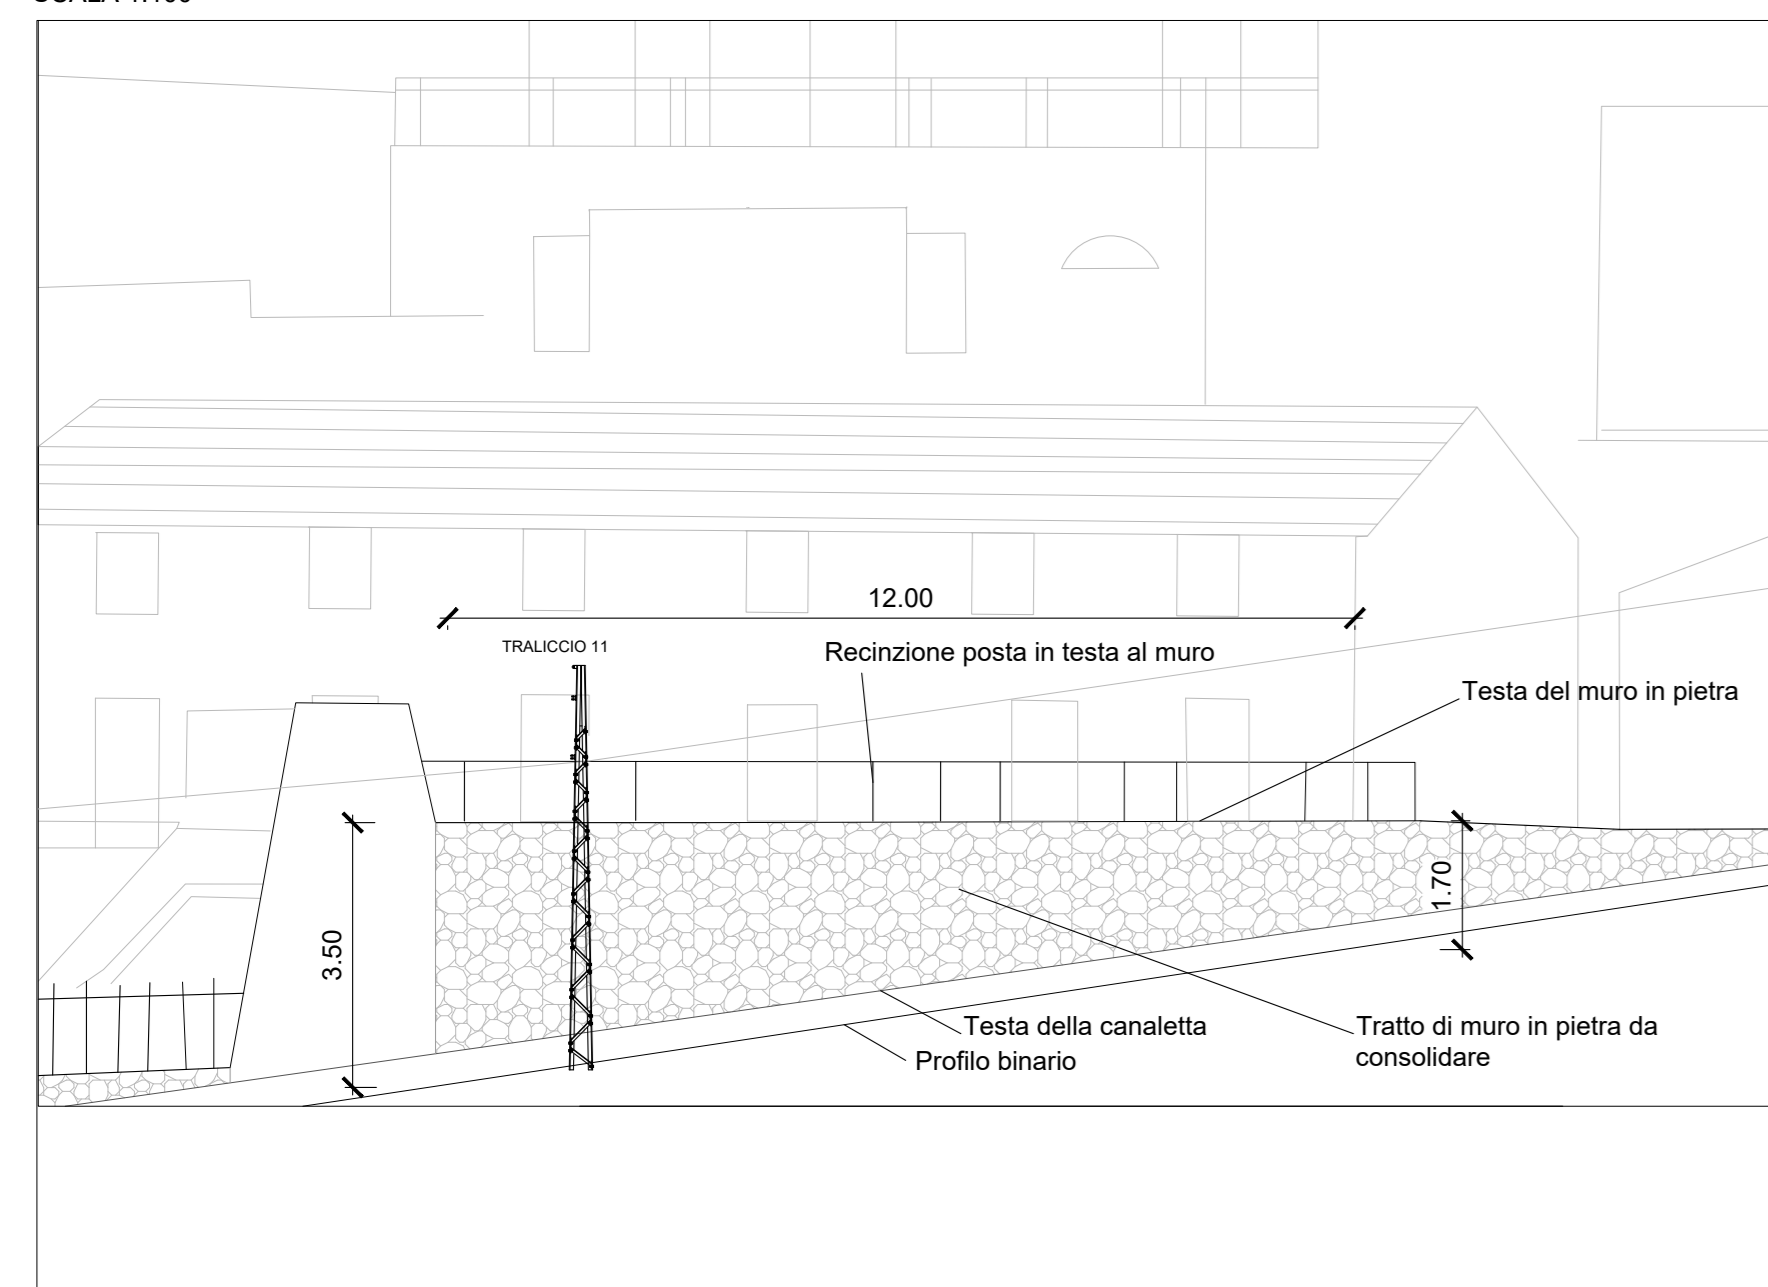 12.00
TRALICCIO 11
Recinzione posta in testa al muro
Testa del muro in pietra
1.70
3.50
Testa della canaletta
Profilo binario
Tratto di muro in pietra da
consolidare